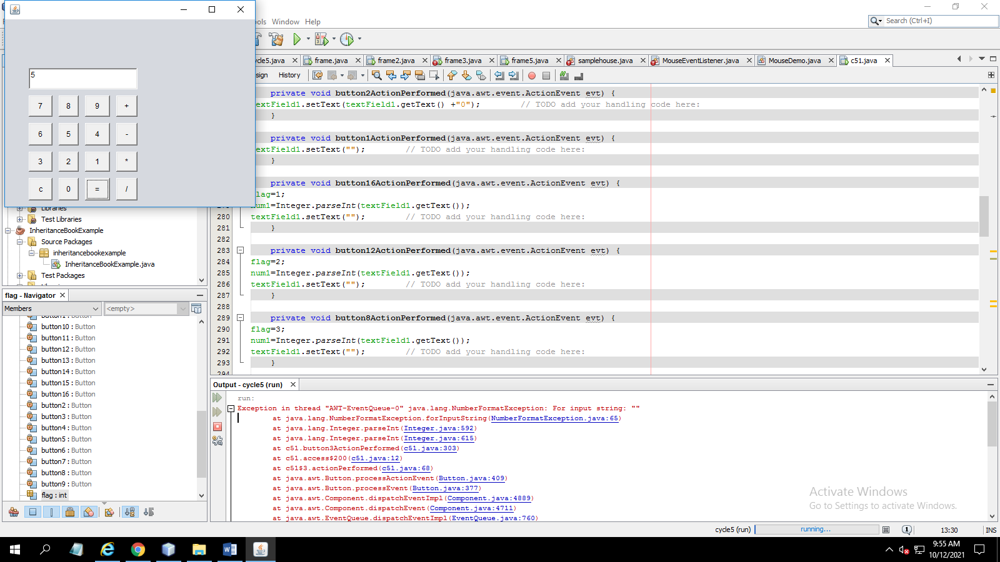 ols Window Help
Search (Ctrl+I)
cle5.java frame.java frame2.java frame3.java frame5.java samplehouse.java MouseEventListener.java MouseDemo.java c51.java
sign History
5
7 8 9 +
6 5 4 -
3 2 1 *
c 0 = /
private void button2ActionPerformed(java.awt.event.ActionEvent evt) {
extField1.setText(textField1.getText() +"0"); // TODO add your handling code here:
}
private void button1ActionPerformed(java.awt.event.ActionEvent evt) {
extField1.setText(""); // TODO add your handling code here:
}
private void button16ActionPerformed(java.awt.event.ActionEvent evt) {
lag=1;
num1=Integer.parseInt(textField1.getText());
280 textField1.setText(""); // TODO add your handling code here:
281 }
282
283 private void button12ActionPerformed(java.awt.event.ActionEvent evt) {
284 flag=2;
285 num1=Integer.parseInt(textField1.getText());
286 textField1.setText(""); // TODO add your handling code here:
287 }
288
289 private void button8ActionPerformed(java.awt.event.ActionEvent evt) {
290 flag=3;
291 num1=Integer.parseInt(textField1.getText());
292 textField1.setText(""); // TODO add your handling code here:
293 }
294
Libraries
Test Libraries
InheritanceBookExample
Source Packages
inheritancebookexample
InheritanceBookExample.java
Test Packages
flag - Navigator
Members <empty>
button1 : Button
button10 : Button
button11 : Button
button12 : Button
button13 : Button
button14 : Button
button15 : Button
button16 : Button
button2 : Button
button3 : Button
button4 : Button
button5 : Button
button6 : Button
button7 : Button
button8 : Button
button9 : Button
flag : int
Output - cycle5 (run)
run:
Exception in thread "AWT-EventQueue-0" java.lang.NumberFormatException: For input string: ""
at java.lang.NumberFormatException.forInputString(NumberFormatException.java:65)
at java.lang.Integer.parseInt(Integer.java:592)
at java.lang.Integer.parseInt(Integer.java:615)
at c51.button3ActionPerformed(c51.java:303)
at c51.access$200(c51.java:12)
at c51$3.actionPerformed(c51.java:68)
at java.awt.Button.processActionEvent(Button.java:409)
at java.awt.Button.processEvent(Button.java:377)
at java.awt.Component.dispatchEventImpl(Component.java:4889)
at java.awt.Component.dispatchEvent(Component.java:4711)
at java.awt.EventQueue.dispatchEventImpl(EventQueue.java:760)
Activate Windows
Go to Settings to activate Windows.
cycle5 (run) running... 1 13:30 INS
9:55 AM
10/12/2021